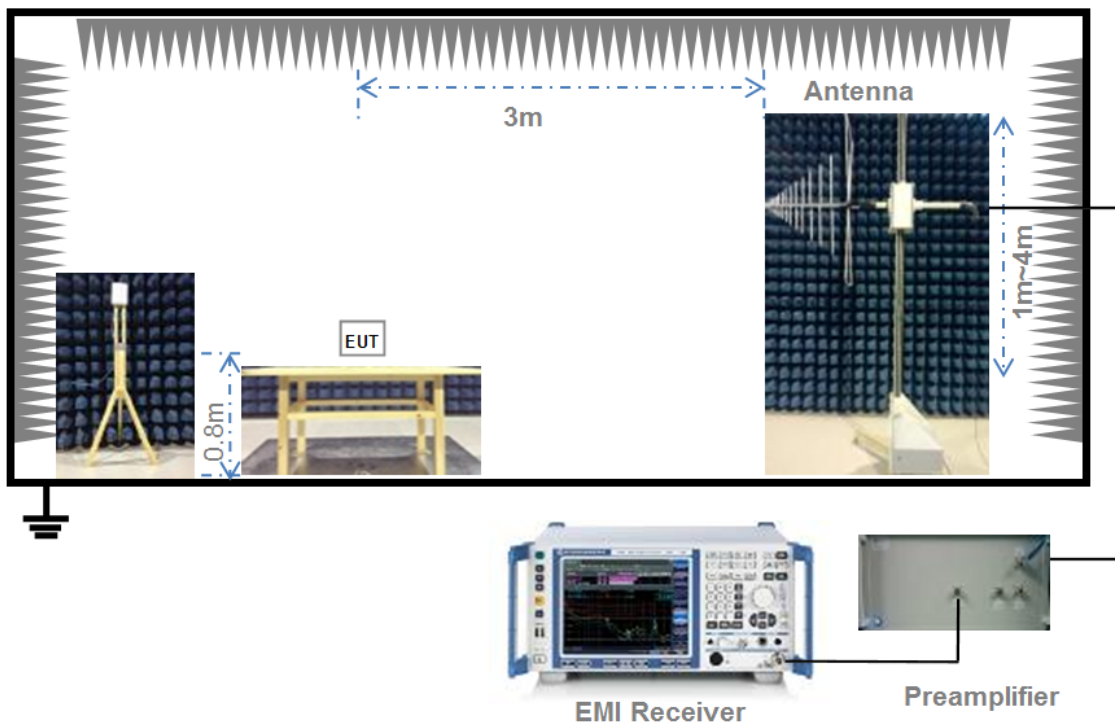 Antenna
3m
1m~4m
EUT
0.8m
EMI Receiver
Preamplifier